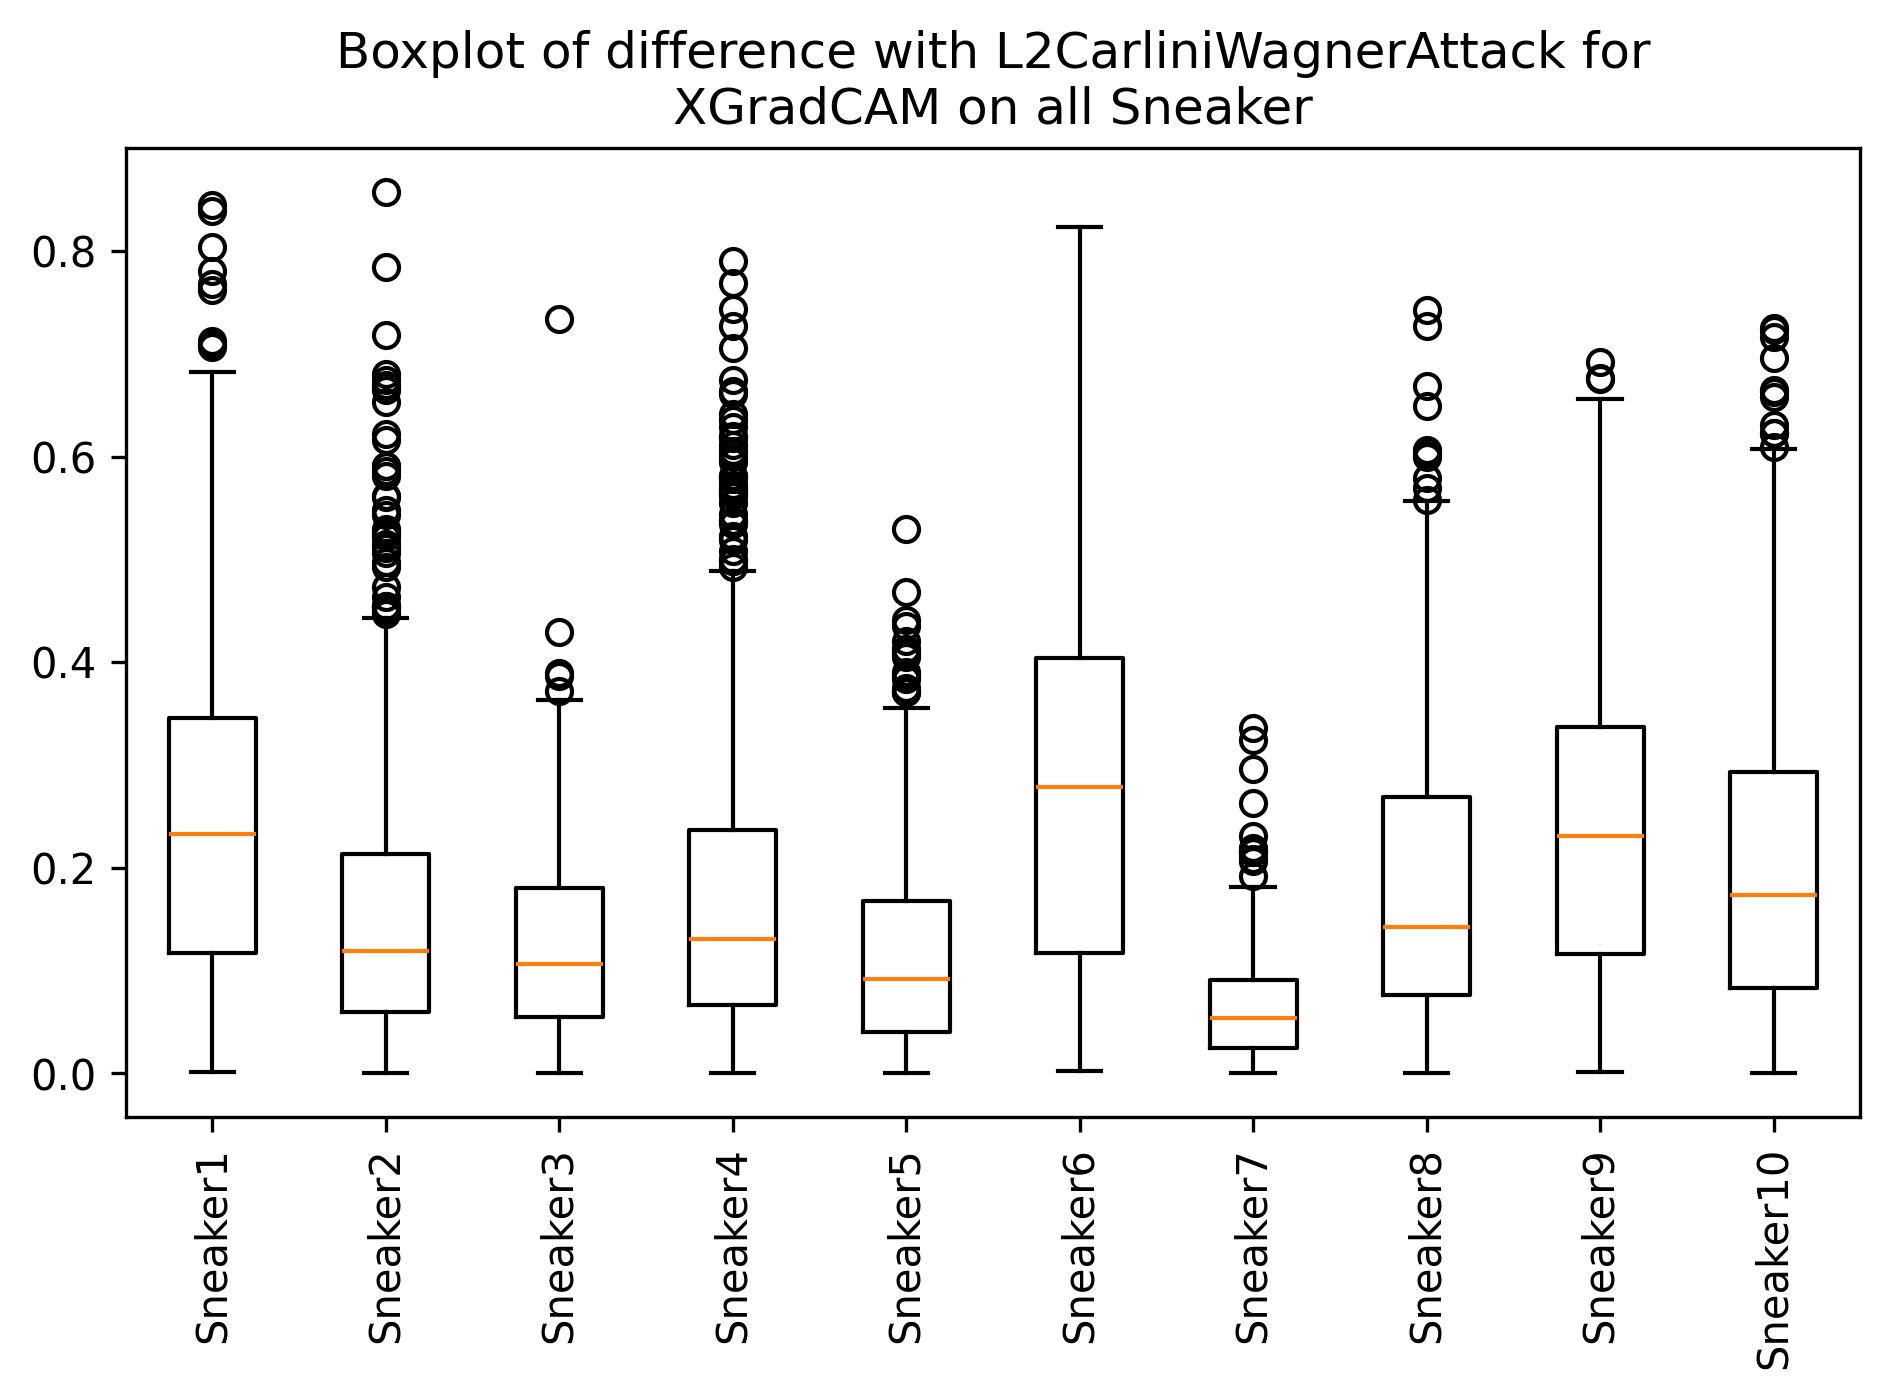 Boxplot of difference with L2CarliniWagnerAttack for
XGradCAM on all Sneaker
0.8
0.6
0.4
0.2
0.0
Sneaker1
Sneaker2
Sneaker3
Sneaker4
Sneaker5
Sneaker6
Sneaker7
Sneaker8
Sneaker9
Sneaker10